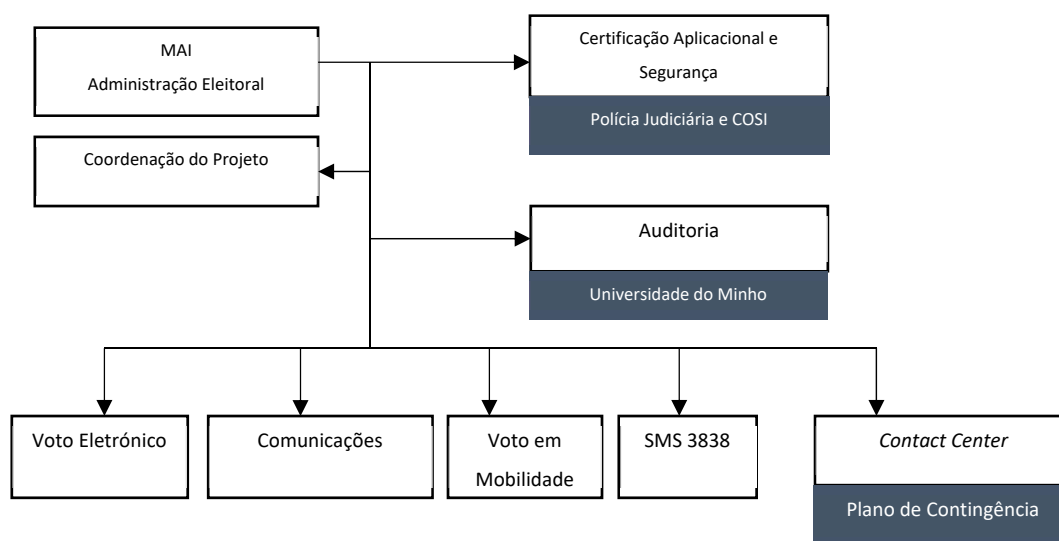 MAI
Administração Eleitoral
Certificação Aplicacional e
Segurança
Polícia Judiciária e COSI
Coordenação do Projeto
Auditoria
Universidade do Minho
Voto Eletrónico
Comunicações
Voto em
Mobilidade
SMS 3838
Contact Center
Plano de Contingência